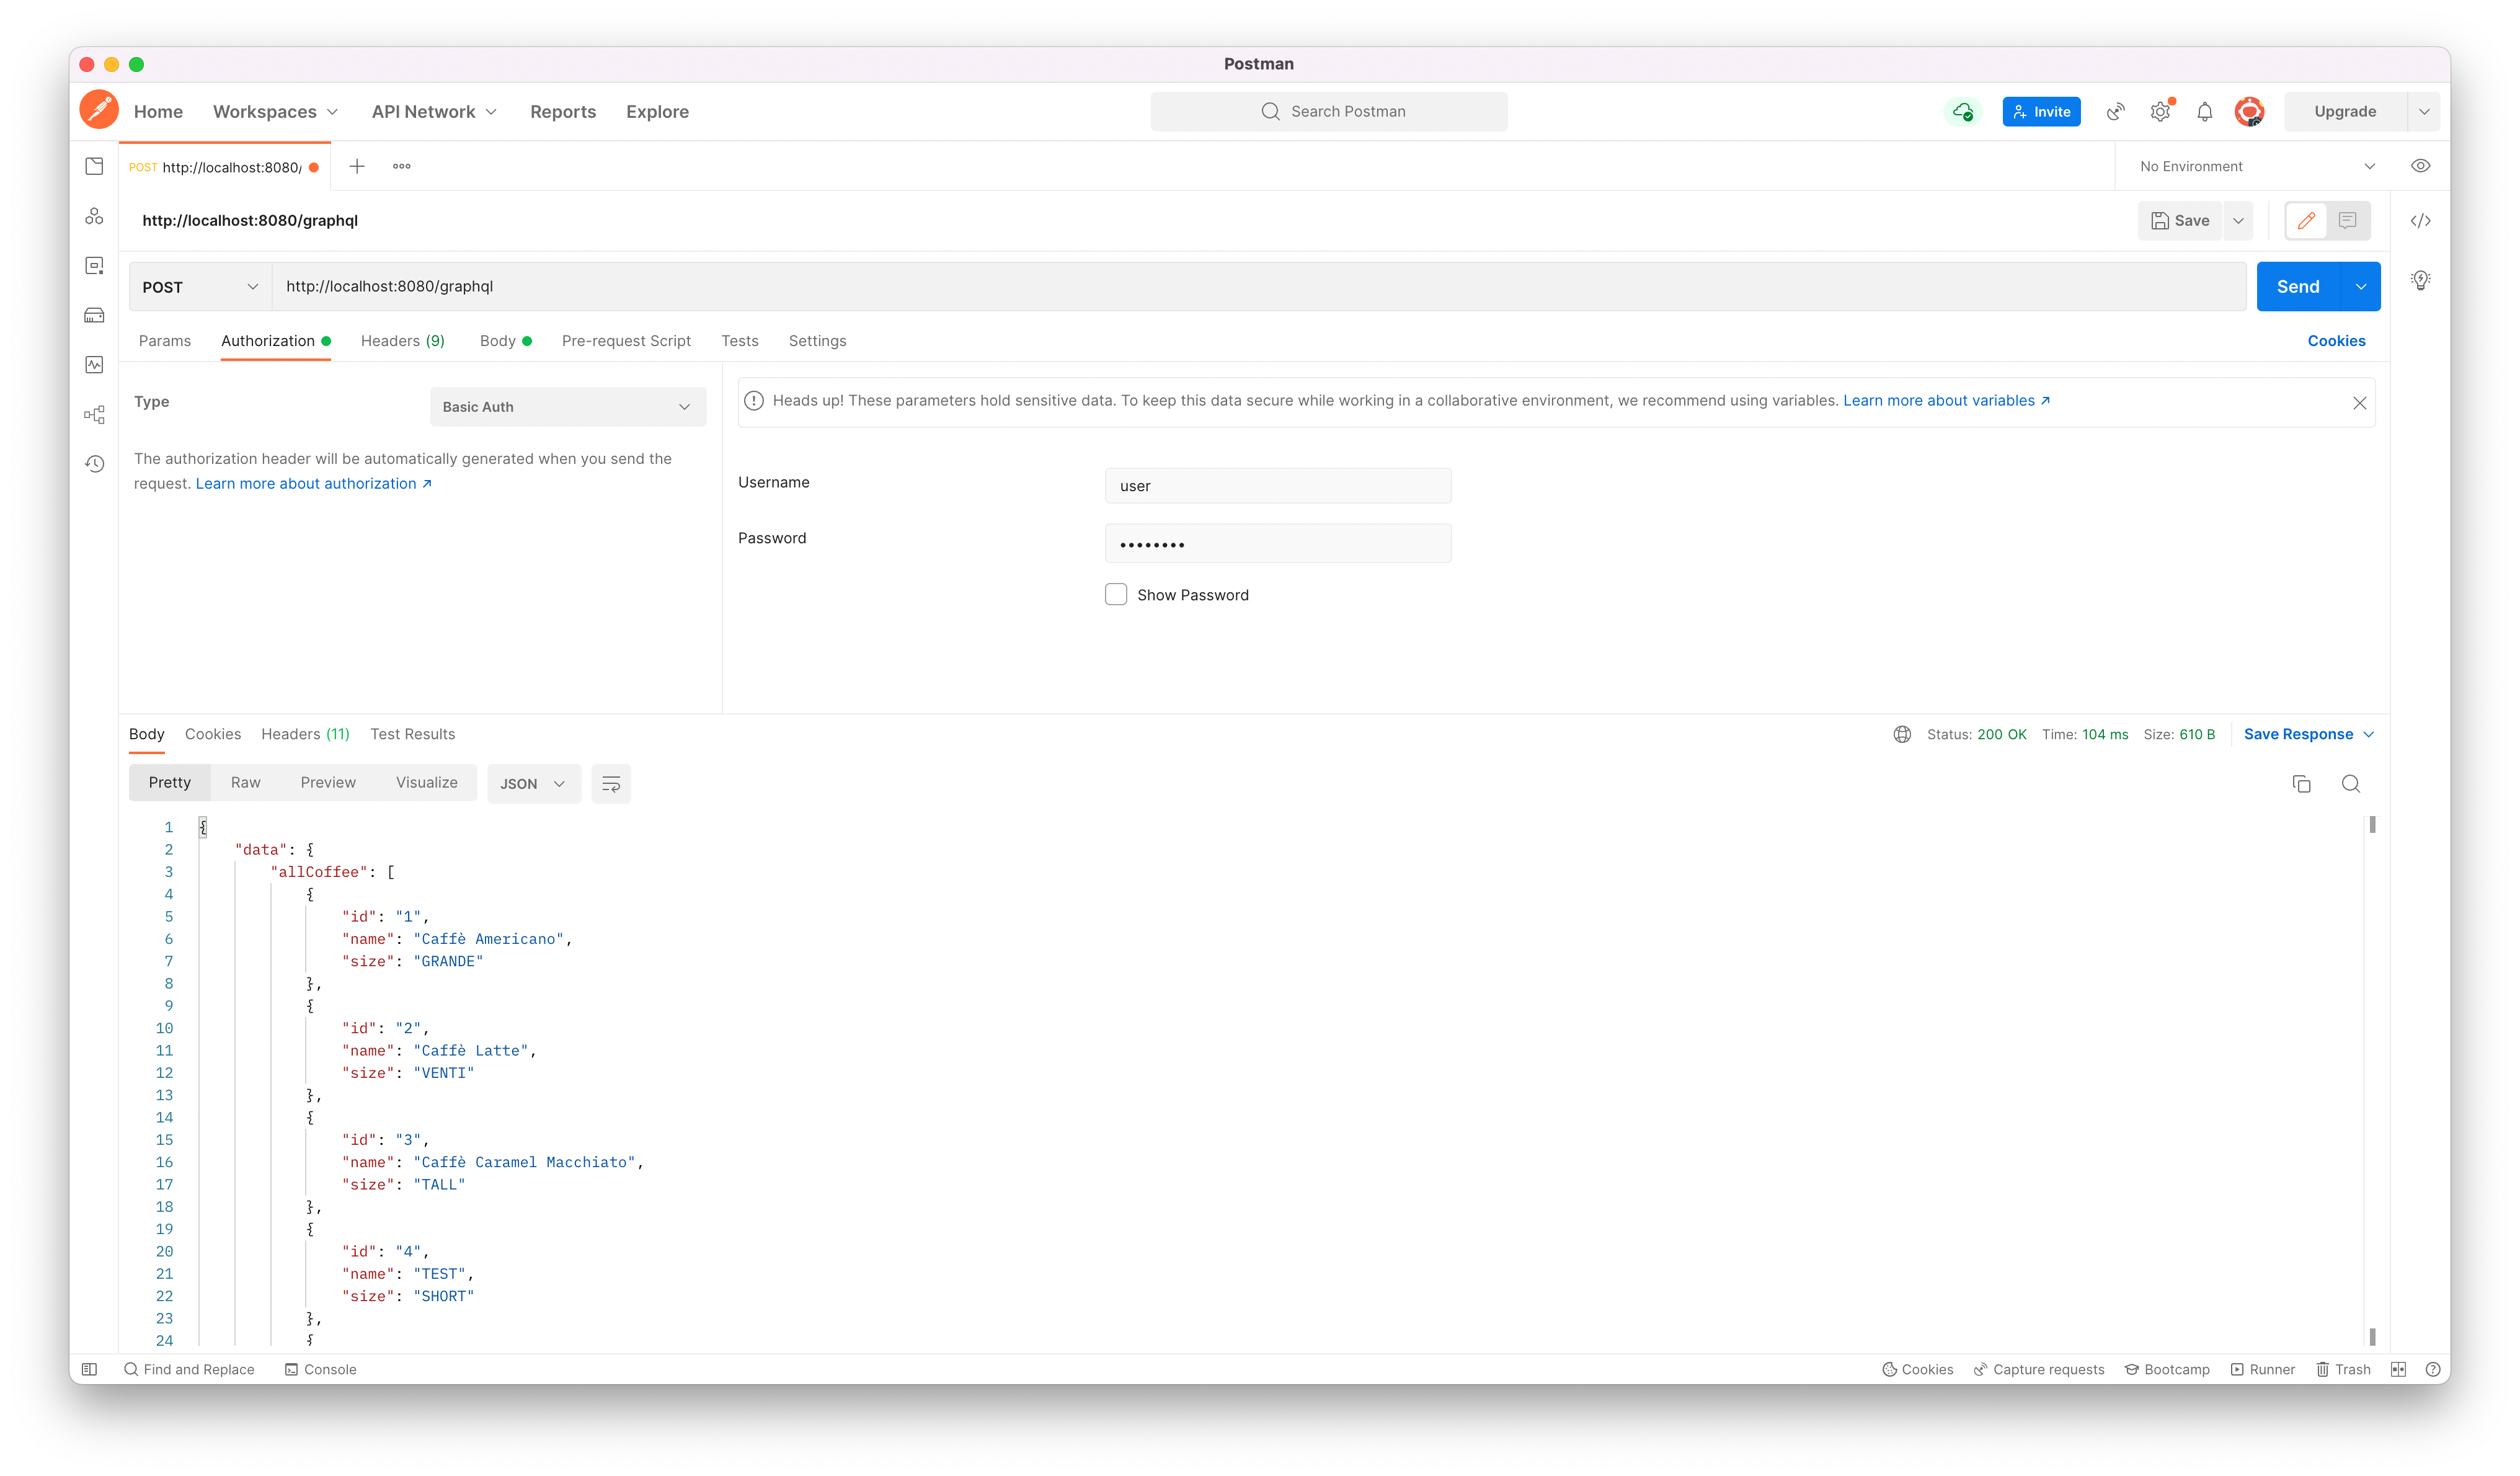 Postman
Home Workspaces API Network Reports Explore Search Postman Invite Upgrade
POST http://localhost:8080/ No Environment
http://localhost:8080/graphql Save
POST http://localhost:8080/graphql Send
Params Authorization Headers (9) Body Pre-request Script Tests Settings Cookies
Type Basic Auth
The authorization header will be automatically generated when you send the
request. Learn more about authorization ↗
Heads up! These parameters hold sensitive data. To keep this data secure while working in a collaborative environment, we recommend using variables. Learn more about variables ↗
Username user
Password ••••••••
Show Password
Body Cookies Headers (11) Test Results Status: 200 OK Time: 104 ms Size: 610 B Save Response
Pretty Raw Preview Visualize JSON
1 {
2 "data": {
3 "allCoffee": [
4 {
5 "id": "1",
6 "name": "Caffè Americano",
7 "size": "GRANDE"
8 },
9 {
10 "id": "2",
11 "name": "Caffè Latte",
12 "size": "VENTI"
13 },
14 {
15 "id": "3",
16 "name": "Caffè Caramel Macchiato",
17 "size": "TALL"
18 },
19 {
20 "id": "4",
21 "name": "TEST",
22 "size": "SHORT"
23 },
24 {
Find and Replace Console Cookies Capture requests Bootcamp Runner Trash